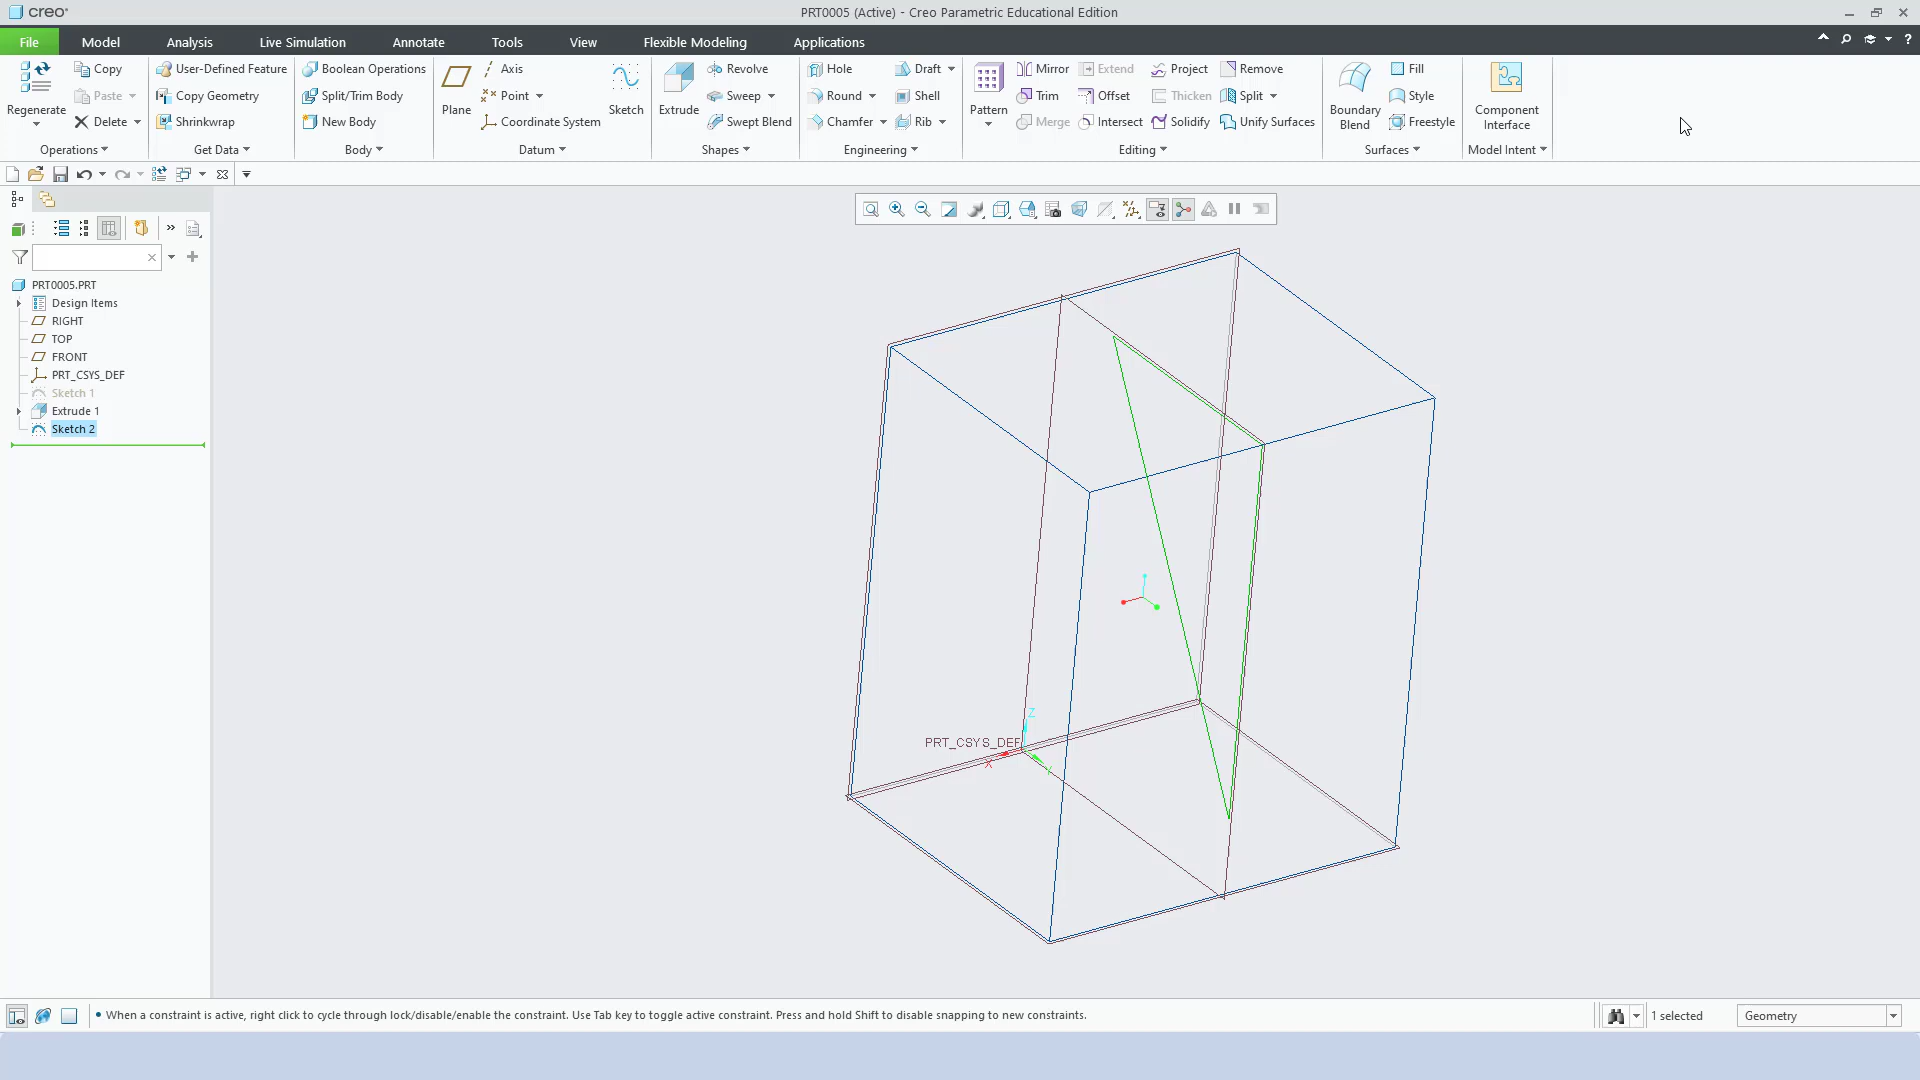 creo®
PRT0005 (Active) - Creo Parametric Educational Edition
File Model Analysis Live Simulation Annotate Tools View Flexible Modeling Applications
Regenerate
Copy
Paste
Delete
Operations
User-Defined Feature
Copy Geometry
Shrinkwrap
Get Data
Boolean Operations
Split/Trim Body
New Body
Body
Plane
Axis
Point
Coordinate System
Sketch
Datum
Extrude
Revolve
Sweep
Swept Blend
Shapes
Hole
Round
Chamfer
Draft
Shell
Rib
Engineering
Pattern
Mirror
Trim
Merge
Extend
Offset
Intersect
Project
Thicken
Solidify
Remove
Split
Unify Surfaces
Editing
Boundary
Blend
Fill
Style
Freestyle
Surfaces
Component
Interface
Model Intent
PRT0005.PRT
Design Items
RIGHT
TOP
FRONT
PRT_CSYS_DEF
Sketch 1
Extrude 1
Sketch 2
Z
PRT_CSYS_DEF
X
Y
• When a constraint is active, right click to cycle through lock/disable/enable the constraint. Use Tab key to toggle active constraint. Press and hold Shift to disable snapping to new constraints.
1 selected
Geometry